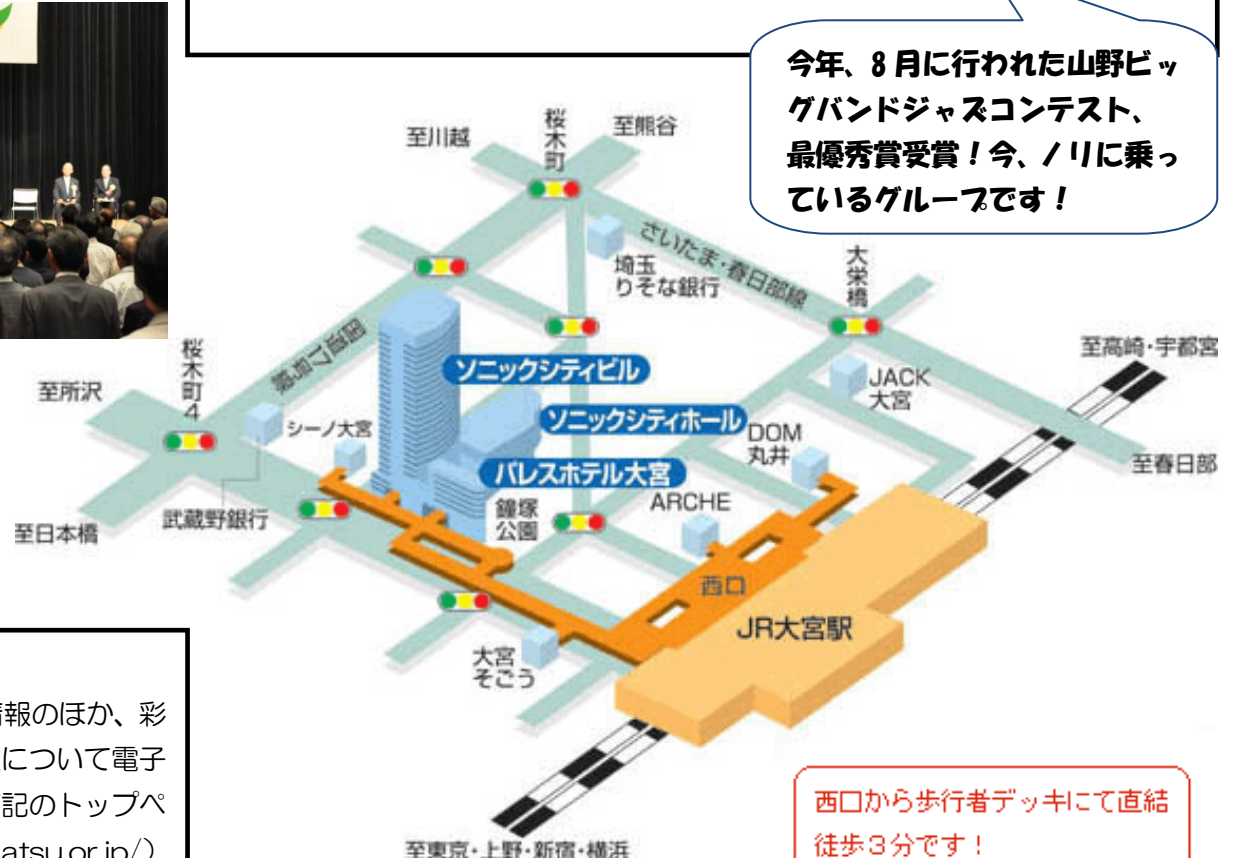 今年、8月に行われた山野ビッ
グバンドジャズコンテスト、
最優秀賞受賞！今、ノリに乗っ
ているグループです！
至川越
桜木町
至熊谷
さいたま・春日部線
埼玉
りそな銀行
大栄橋
至高崎・宇都宮
国道17号線
桜木町4
至所沢
ソニックシティビル
JACK
大宮
シーノ大宮
ソニックシティホール
DOM
丸井
至春日部
パレスホテル大宮
ARCHE
鐘塚
公園
武蔵野銀行
至日本橋
西口
JR大宮駅
大宮
そごう
情報のほか、彩
について電子
記のトップペ
atsu.or.jp/)
西口から歩行者デッキにて直結
徒歩3分です！
至東京・上野・新宿・横浜